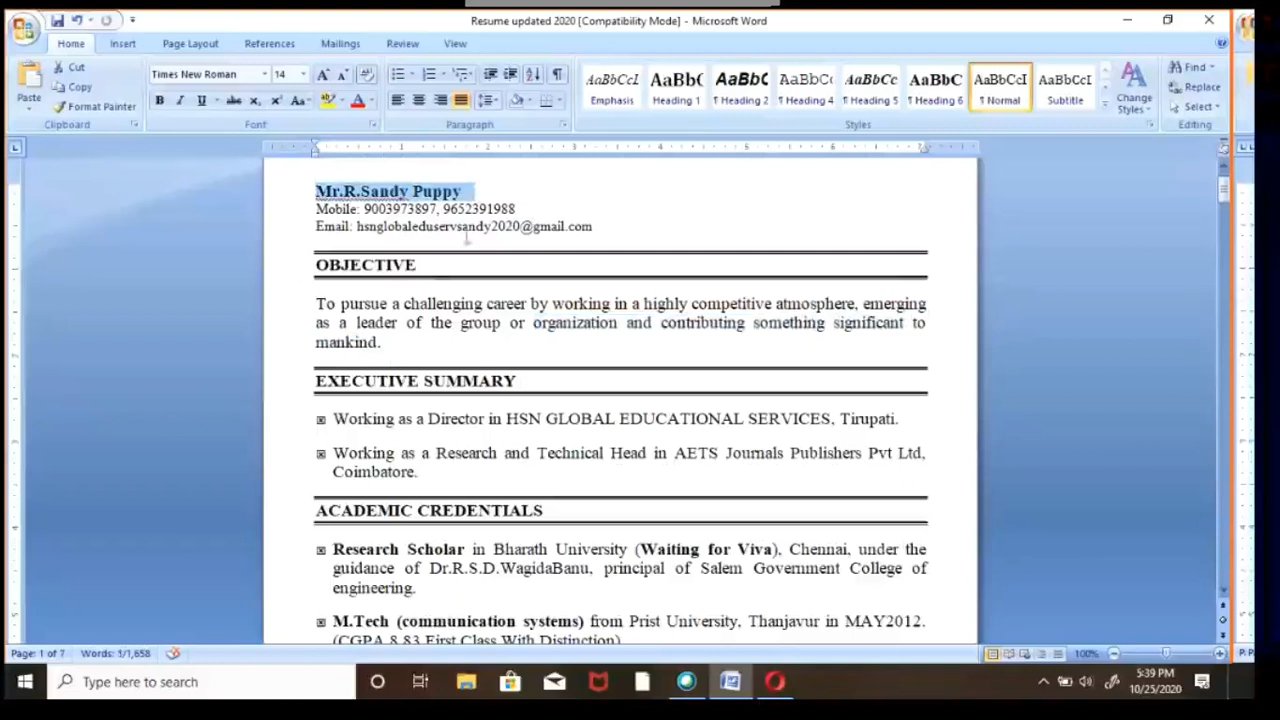 Resume updated 2020 [Compatibility Mode] - Microsoft Word
Home Insert Page Layout References Mailings Review View
Paste Cut Copy Format Painter
Times New Roman 14
AaBbCcI AaBbC AaBbC AaBbC AaBbCc AaBbC AaBbCcI AaBbCcI
Emphasis Heading 1 Heading 2 Heading 4 Heading 5 Heading 6 ¶ Normal Subtitle
Change Styles
Find Replace Select
Clipboard Font Paragraph Styles Editing
Mr.R.Sandy Puppy
Mobile: 9003973897, 9652391988
Email: hsnglobaleduservsandy2020@gmail.com
OBJECTIVE
To pursue a challenging career by working in a highly competitive atmosphere, emerging
as a leader of the group or organization and contributing something significant to
mankind.
EXECUTIVE SUMMARY
Working as a Director in HSN GLOBAL EDUCATIONAL SERVICES, Tirupati.
Working as a Research and Technical Head in AETS Journals Publishers Pvt Ltd,
Coimbatore.
ACADEMIC CREDENTIALS
Research Scholar in Bharath University (Waiting for Viva), Chennai, under the
guidance of Dr.R.S.D.WagidaBanu, principal of Salem Government College of
engineering.
M.Tech (communication systems) from Prist University, Thanjavur in MAY2012.
(CGPA 8.83 First Class With Distinction)
Page: 1 of 7 Words: 1/1,658 100%
Type here to search
5:39 PM
10/25/2020